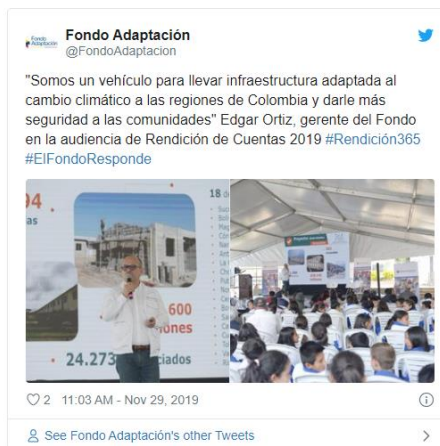 Fondo Adaptación
@FondoAdaptacion
"Somos un vehículo para llevar infraestructura adaptada al
cambio climático a las regiones de Colombia y darle más
seguridad a las comunidades" Edgar Ortiz, gerente del Fondo
en la audiencia de Rendición de Cuentas 2019 #Rendición365
#ElFondoResponde
94
18 d
600
24.273
2 11:03 AM - Nov 29, 2019
See Fondo Adaptación's other Tweets